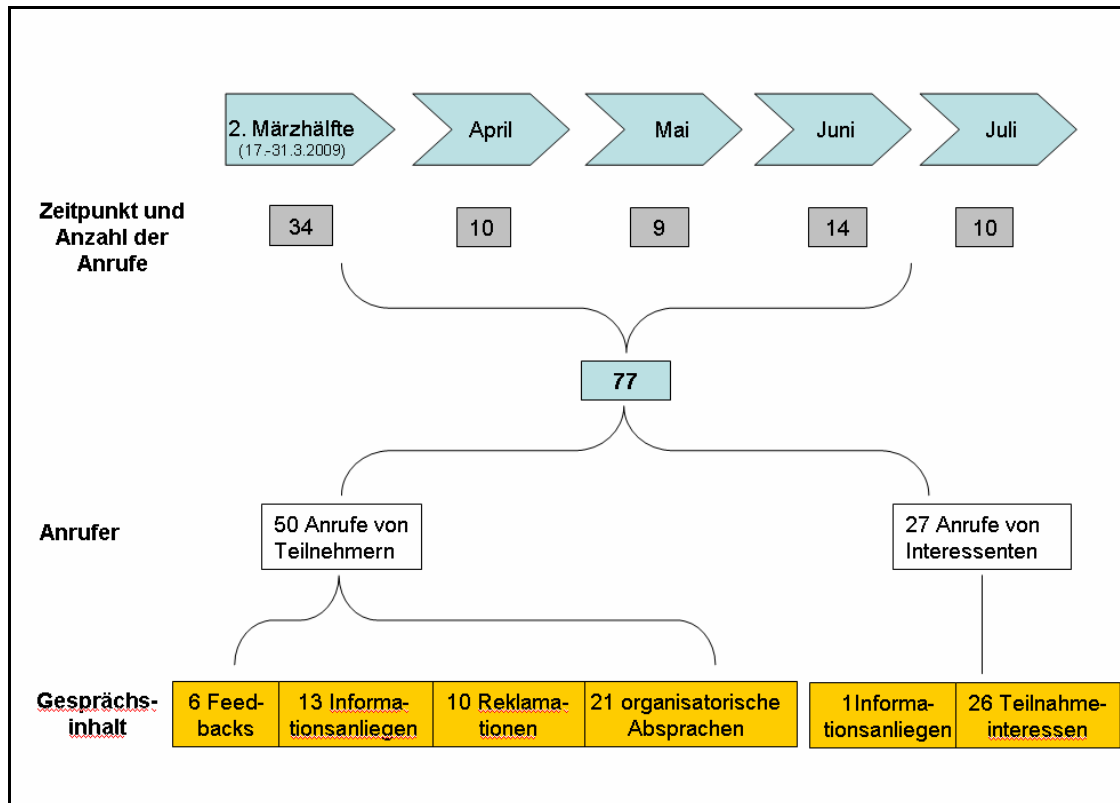 2. Märzhälfte
(17.-31.3.2009)
April
Mai
Juni
Juli
Zeitpunkt und
Anzahl der
Anrufe
34
10
9
14
10
77
Anrufer
50 Anrufe von
Teilnehmern
27 Anrufe von
Interessenten
Gesprächs-
inhalt
6 Feed-
backs
13 Informa-
tionsanliegen
10 Reklama-
tionen
21 organisatorische
Absprachen
1Informa-
tionsanliegen
26 Teilnahme-
interessen